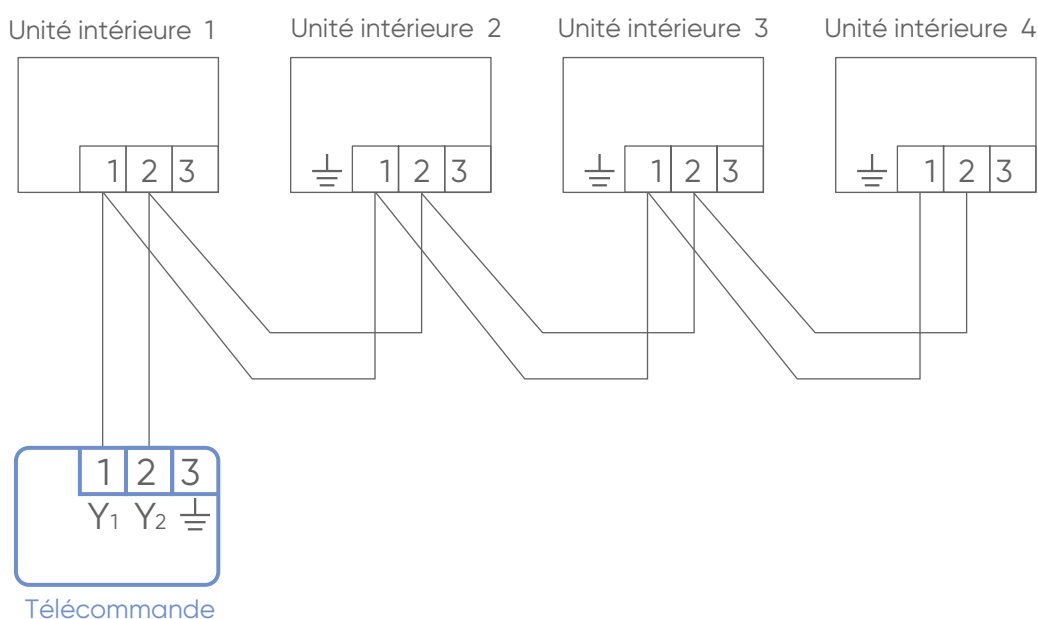 Unité intérieure 1
Unité intérieure 2
Unité intérieure 3
Unité intérieure 4
1 2 3
1 2 3
1 2 3
1 2 3
1 2 3
Y1 Y2
Télécommande